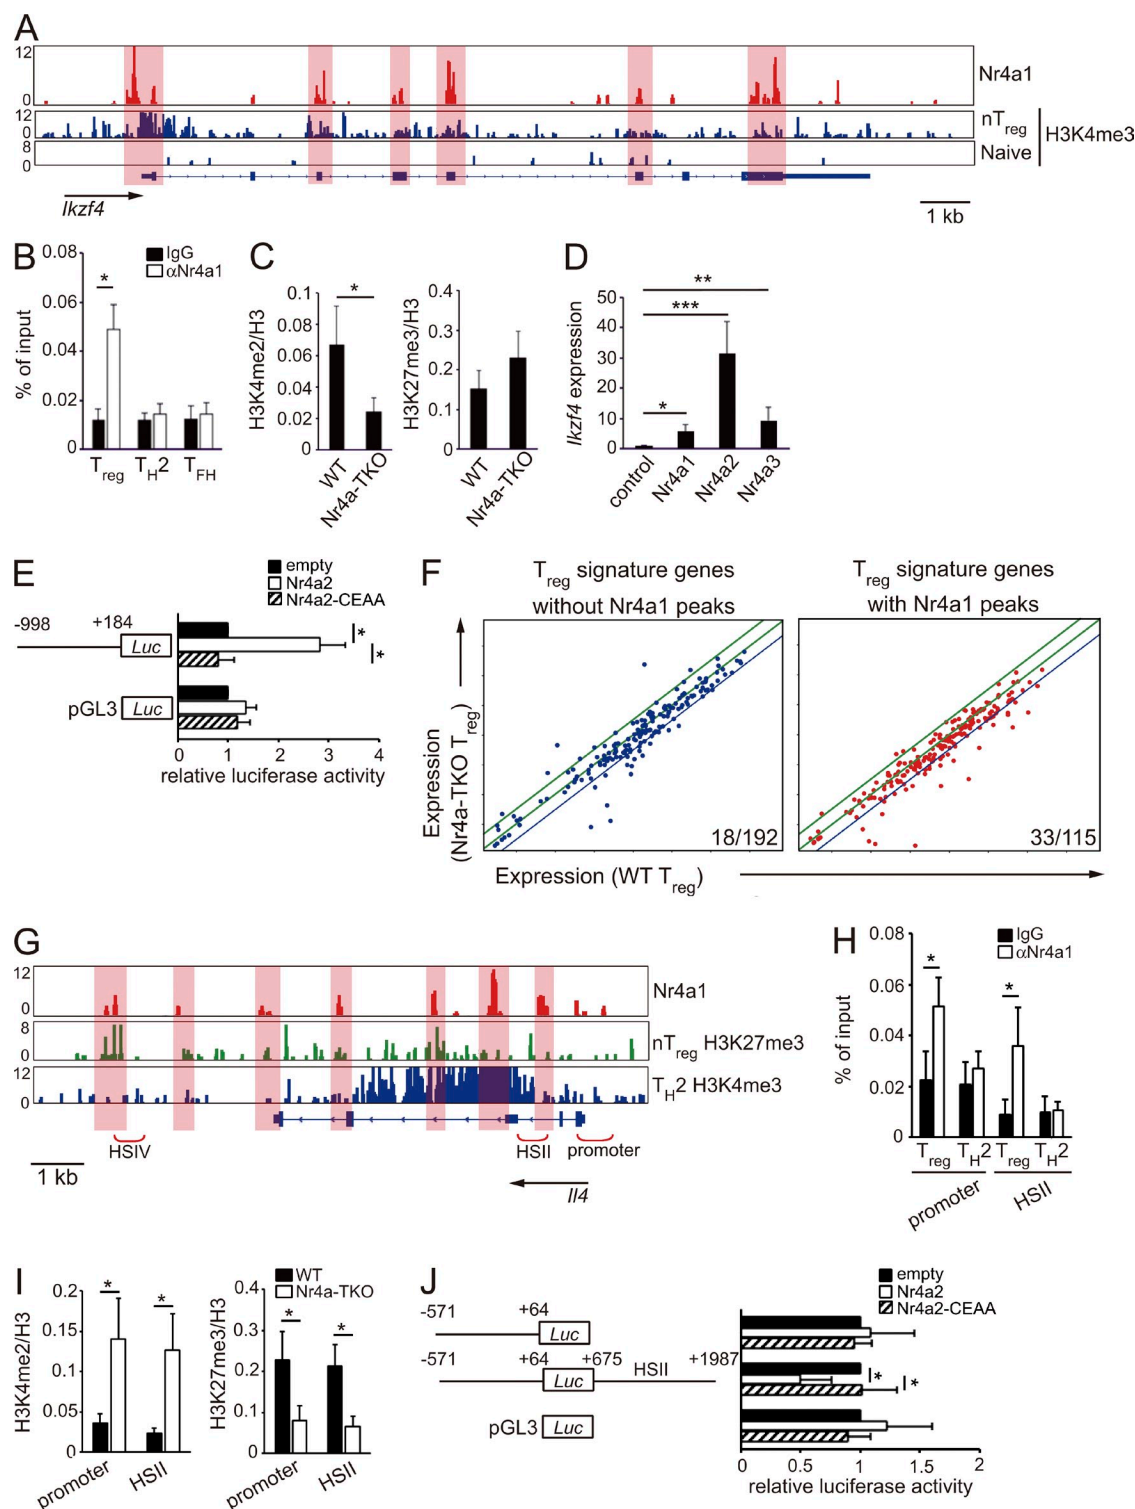 A
12
0
Nr4a1
12
0
nTreg
H3K4me3
8
0
Naive
Ikzf4
1 kb
B
IgG
αNr4a1
% of input
0.08
0.06
0.04
0.02
0
*
Treg
TH2
TFH
C
H3K4me2/H3
0.1
0.08
0.06
0.04
0.02
0
*
WT
Nr4a-TKO
H3K27me3/H3
0.4
0.3
0.2
0.1
0
WT
Nr4a-TKO
D
Ikzf4 expression
50
40
30
20
10
0
**
***
*
control
Nr4a1
Nr4a2
Nr4a3
E
empty
Nr4a2
Nr4a2-CEAA
-998
+184
Luc
*
*
pGL3
Luc
0
1
2
3
4
relative luciferase activity
F
Treg signature genes
without Nr4a1 peaks
Treg signature genes
with Nr4a1 peaks
Expression
(Nr4a-TKO Treg)
18/192
33/115
Expression (WT Treg)
G
12
0
Nr4a1
8
0
nTreg H3K27me3
12
0
TH2 H3K4me3
HSIV
HSII
promoter
1 kb
Il4
H
IgG
αNr4a1
% of input
0.08
0.06
0.04
0.02
0
*
*
Treg
TH2
Treg
TH2
promoter
HSII
I
H3K4me2/H3
0.2
0.15
0.1
0.05
0
*
*
promoter
HSII
WT
Nr4a-TKO
H3K27me3/H3
0.4
0.3
0.2
0.1
0
*
*
promoter
HSII
J
empty
Nr4a2
Nr4a2-CEAA
-571
+64
Luc
-571
+64
+675
HSII
+1987
Luc
*
*
pGL3
Luc
0
0.5
1
1.5
2
relative luciferase activity